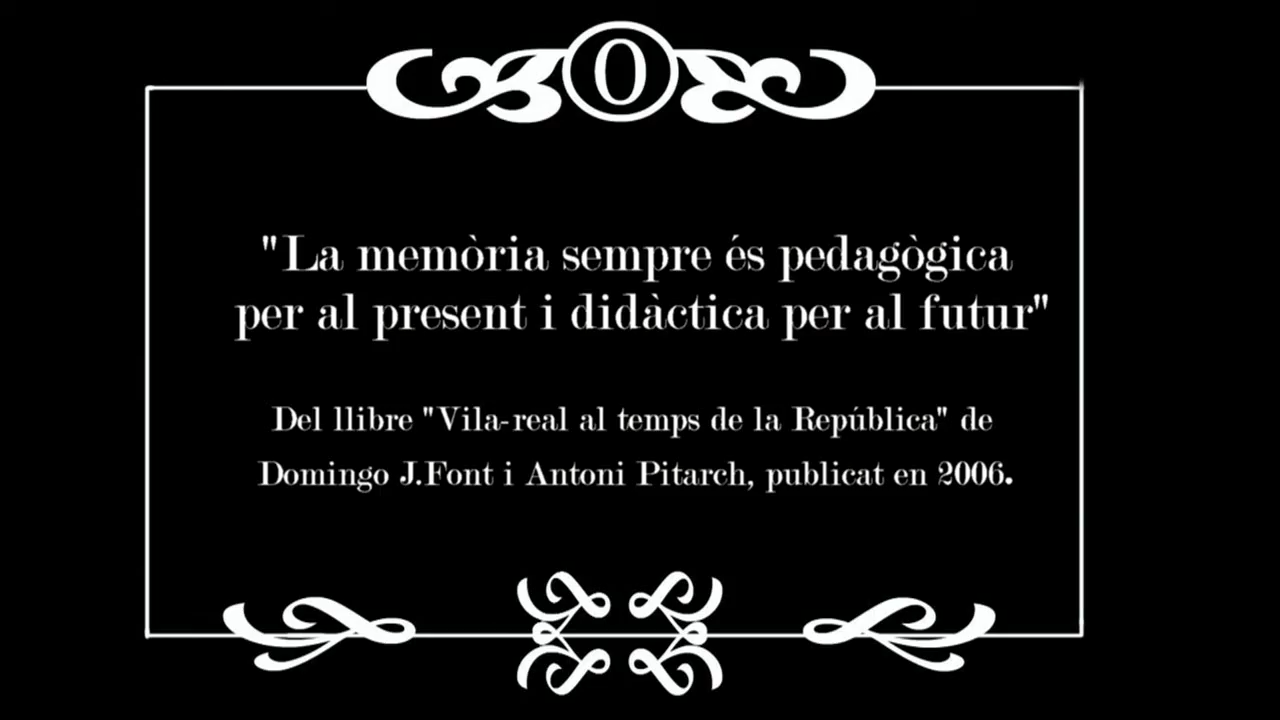 O
"La memòria sempre és pedagògica
per al present i didàctica per al futur"
Del llibre "Vila-real al temps de la República" de
Domingo J.Font i Antoni Pitarch, publicat en 2006.